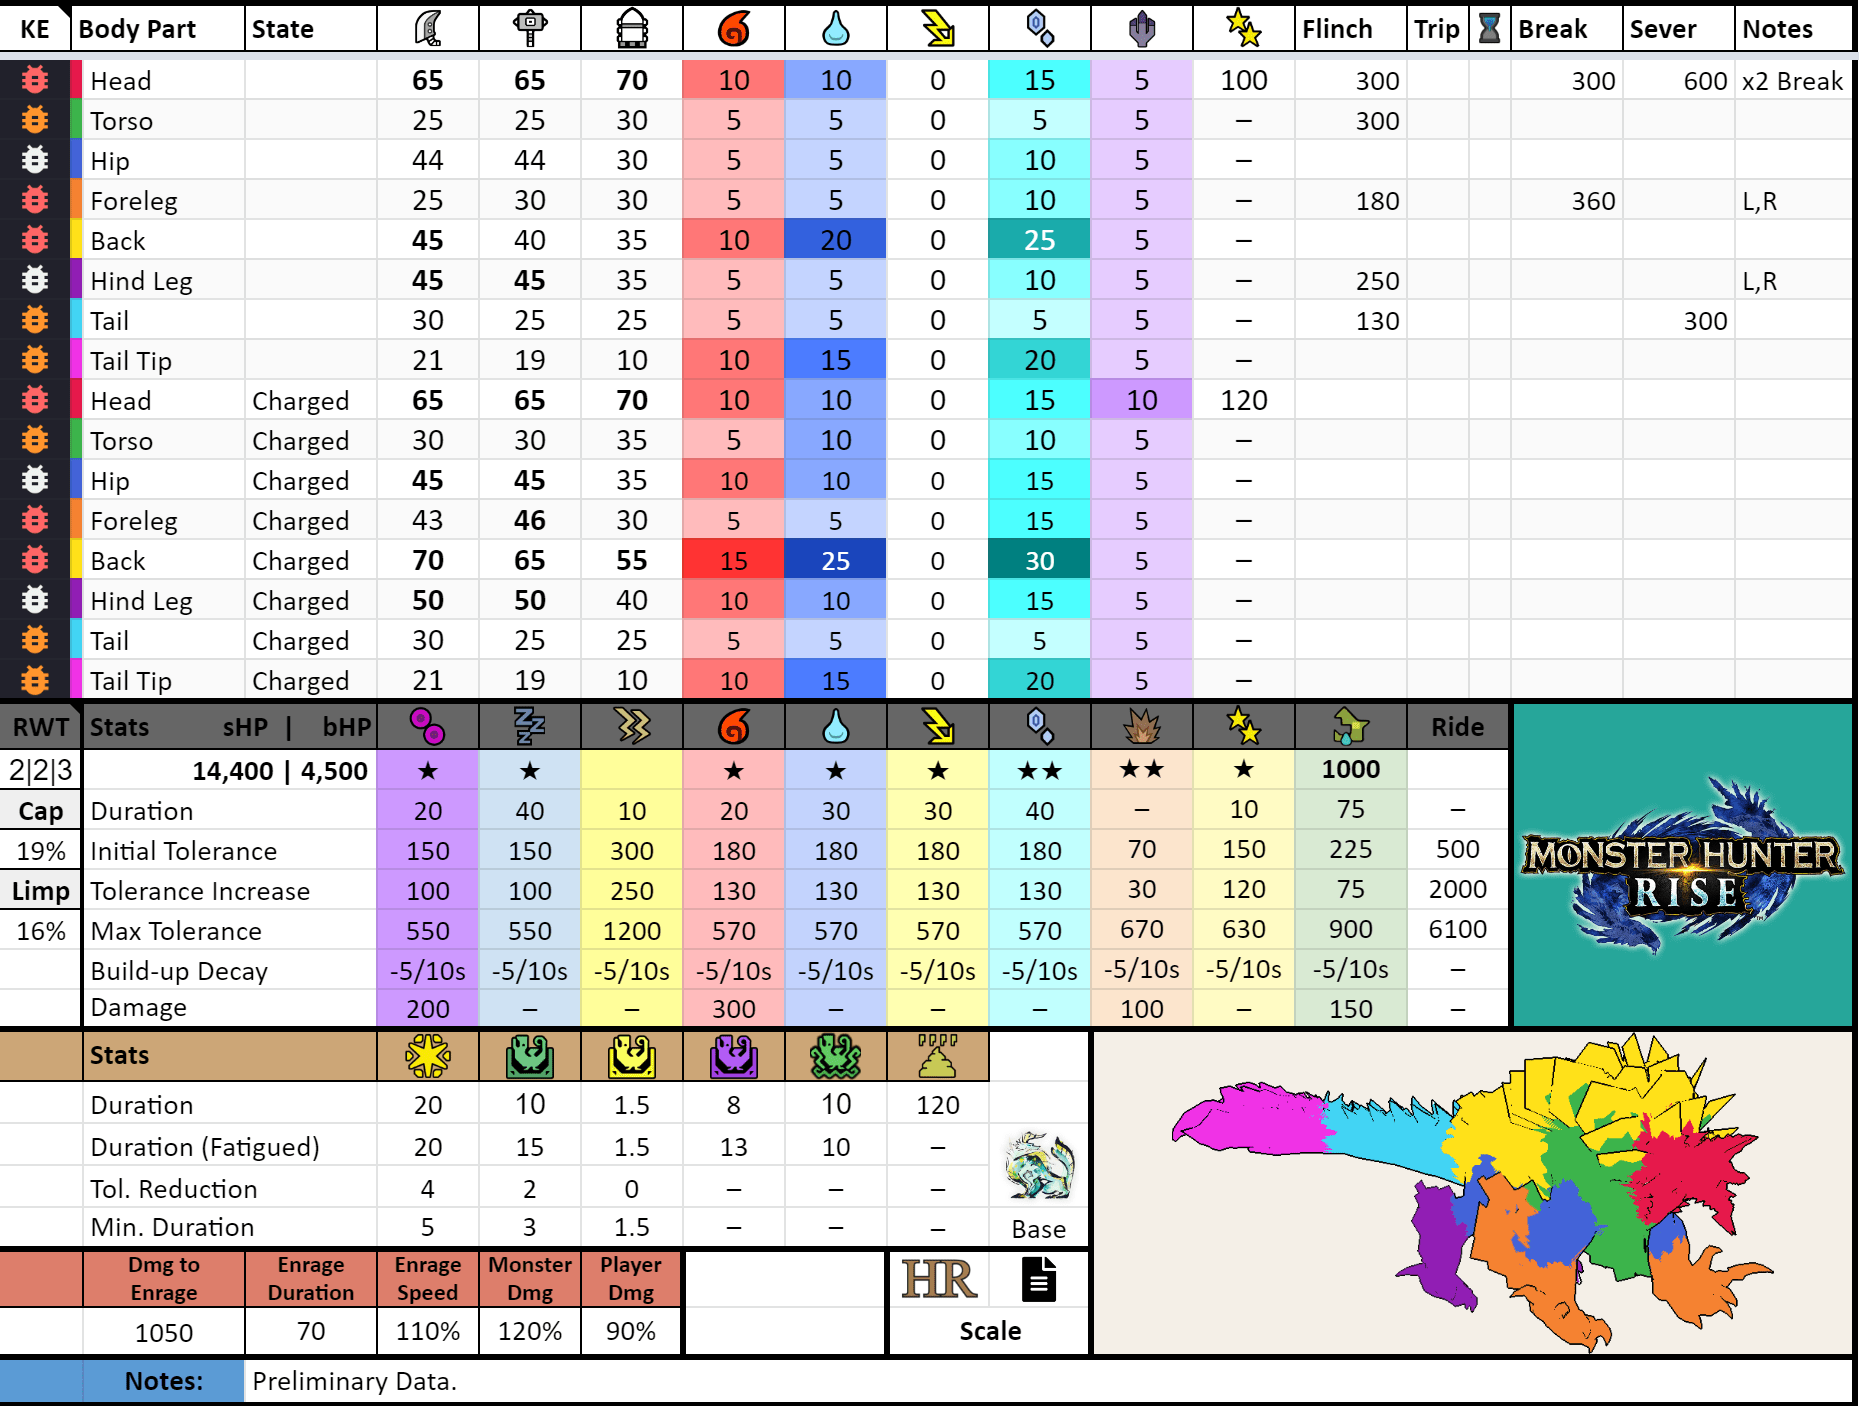 KE Body Part State Flinch Trip Break Sever Notes
Head 65 65 70 10 10 0 15 5 100 300 300 600 x2 Break
Torso 25 25 30 5 5 0 5 5 – 300
Hip 44 44 30 5 5 0 10 5 –
Foreleg 25 30 30 5 5 0 10 5 – 180 360 L,R
Back 45 40 35 10 20 0 25 5 –
Hind Leg 45 45 35 5 5 0 10 5 – 250 L,R
Tail 30 25 25 5 5 0 5 5 – 130 300
Tail Tip 21 19 10 10 15 0 20 5 –
Head Charged 65 65 70 10 10 0 15 10 120
Torso Charged 30 30 35 5 10 0 10 5 –
Hip Charged 45 45 35 10 10 0 15 5 –
Foreleg Charged 43 46 30 5 5 0 15 5 –
Back Charged 70 65 55 15 25 0 30 5 –
Hind Leg Charged 50 50 40 10 10 0 15 5 –
Tail Charged 30 25 25 5 5 0 5 5 –
Tail Tip Charged 21 19 10 10 15 0 20 5 –
RWT Stats sHP | bHP Ride
2|2|3 14,400 | 4,500 ★ ★ ★ ★ ★ ★★ ★★ ★ 1000
Cap Duration 20 40 10 20 30 30 40 – 10 75 –
19% Initial Tolerance 150 150 300 180 180 180 180 70 150 225 500
Limp Tolerance Increase 100 100 250 130 130 130 130 30 120 75 2000
16% Max Tolerance 550 550 1200 570 570 570 570 670 630 900 6100
Build-up Decay -5/10s -5/10s -5/10s -5/10s -5/10s -5/10s -5/10s -5/10s -5/10s -5/10s –
Damage 200 – – 300 – – – 100 – 150 –
MONSTER HUNTER
RISE
Stats
Duration 20 10 1.5 8 10 120
Duration (Fatigued) 20 15 1.5 13 10 –
Tol. Reduction 4 2 0 – – –
Min. Duration 5 3 1.5 – – – Base
Dmg to Enrage Enrage Monster Player
Enrage Duration Speed Dmg Dmg
HR
1050 70 110% 120% 90% Scale
Notes: Preliminary Data.